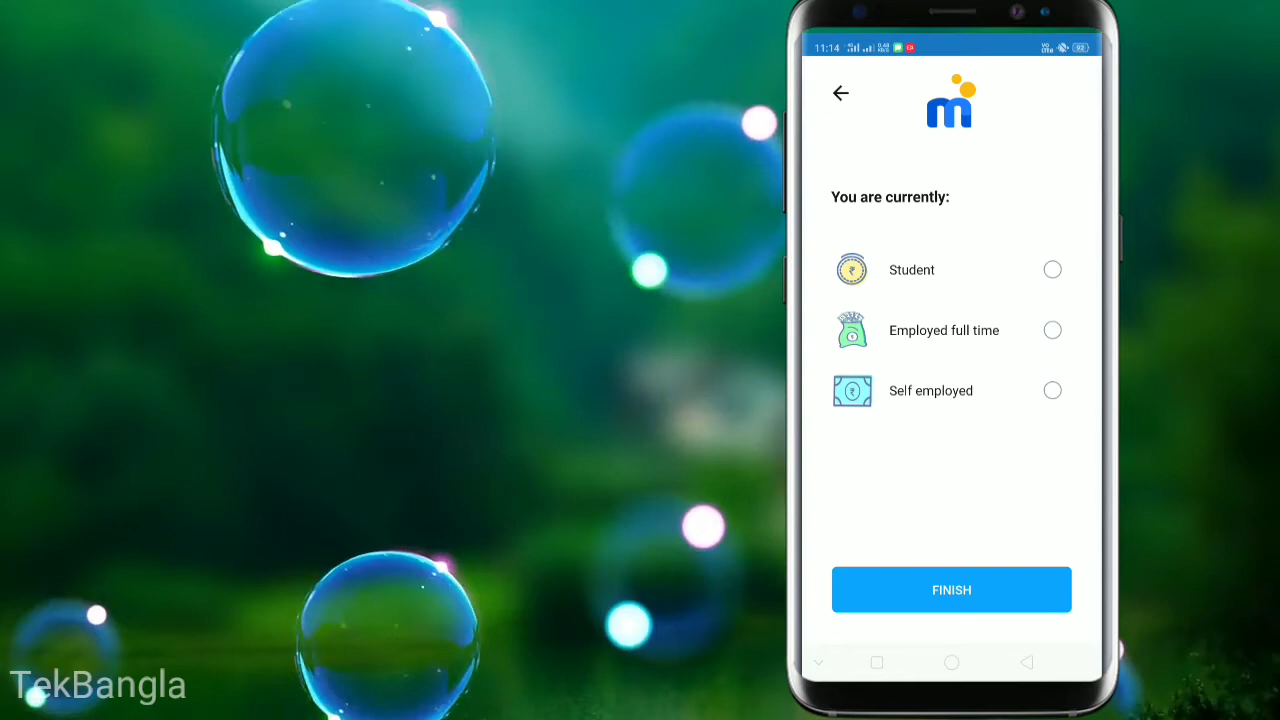 11:14
You are currently:
Student
Employed full time
Self employed
FINISH
TekBangla